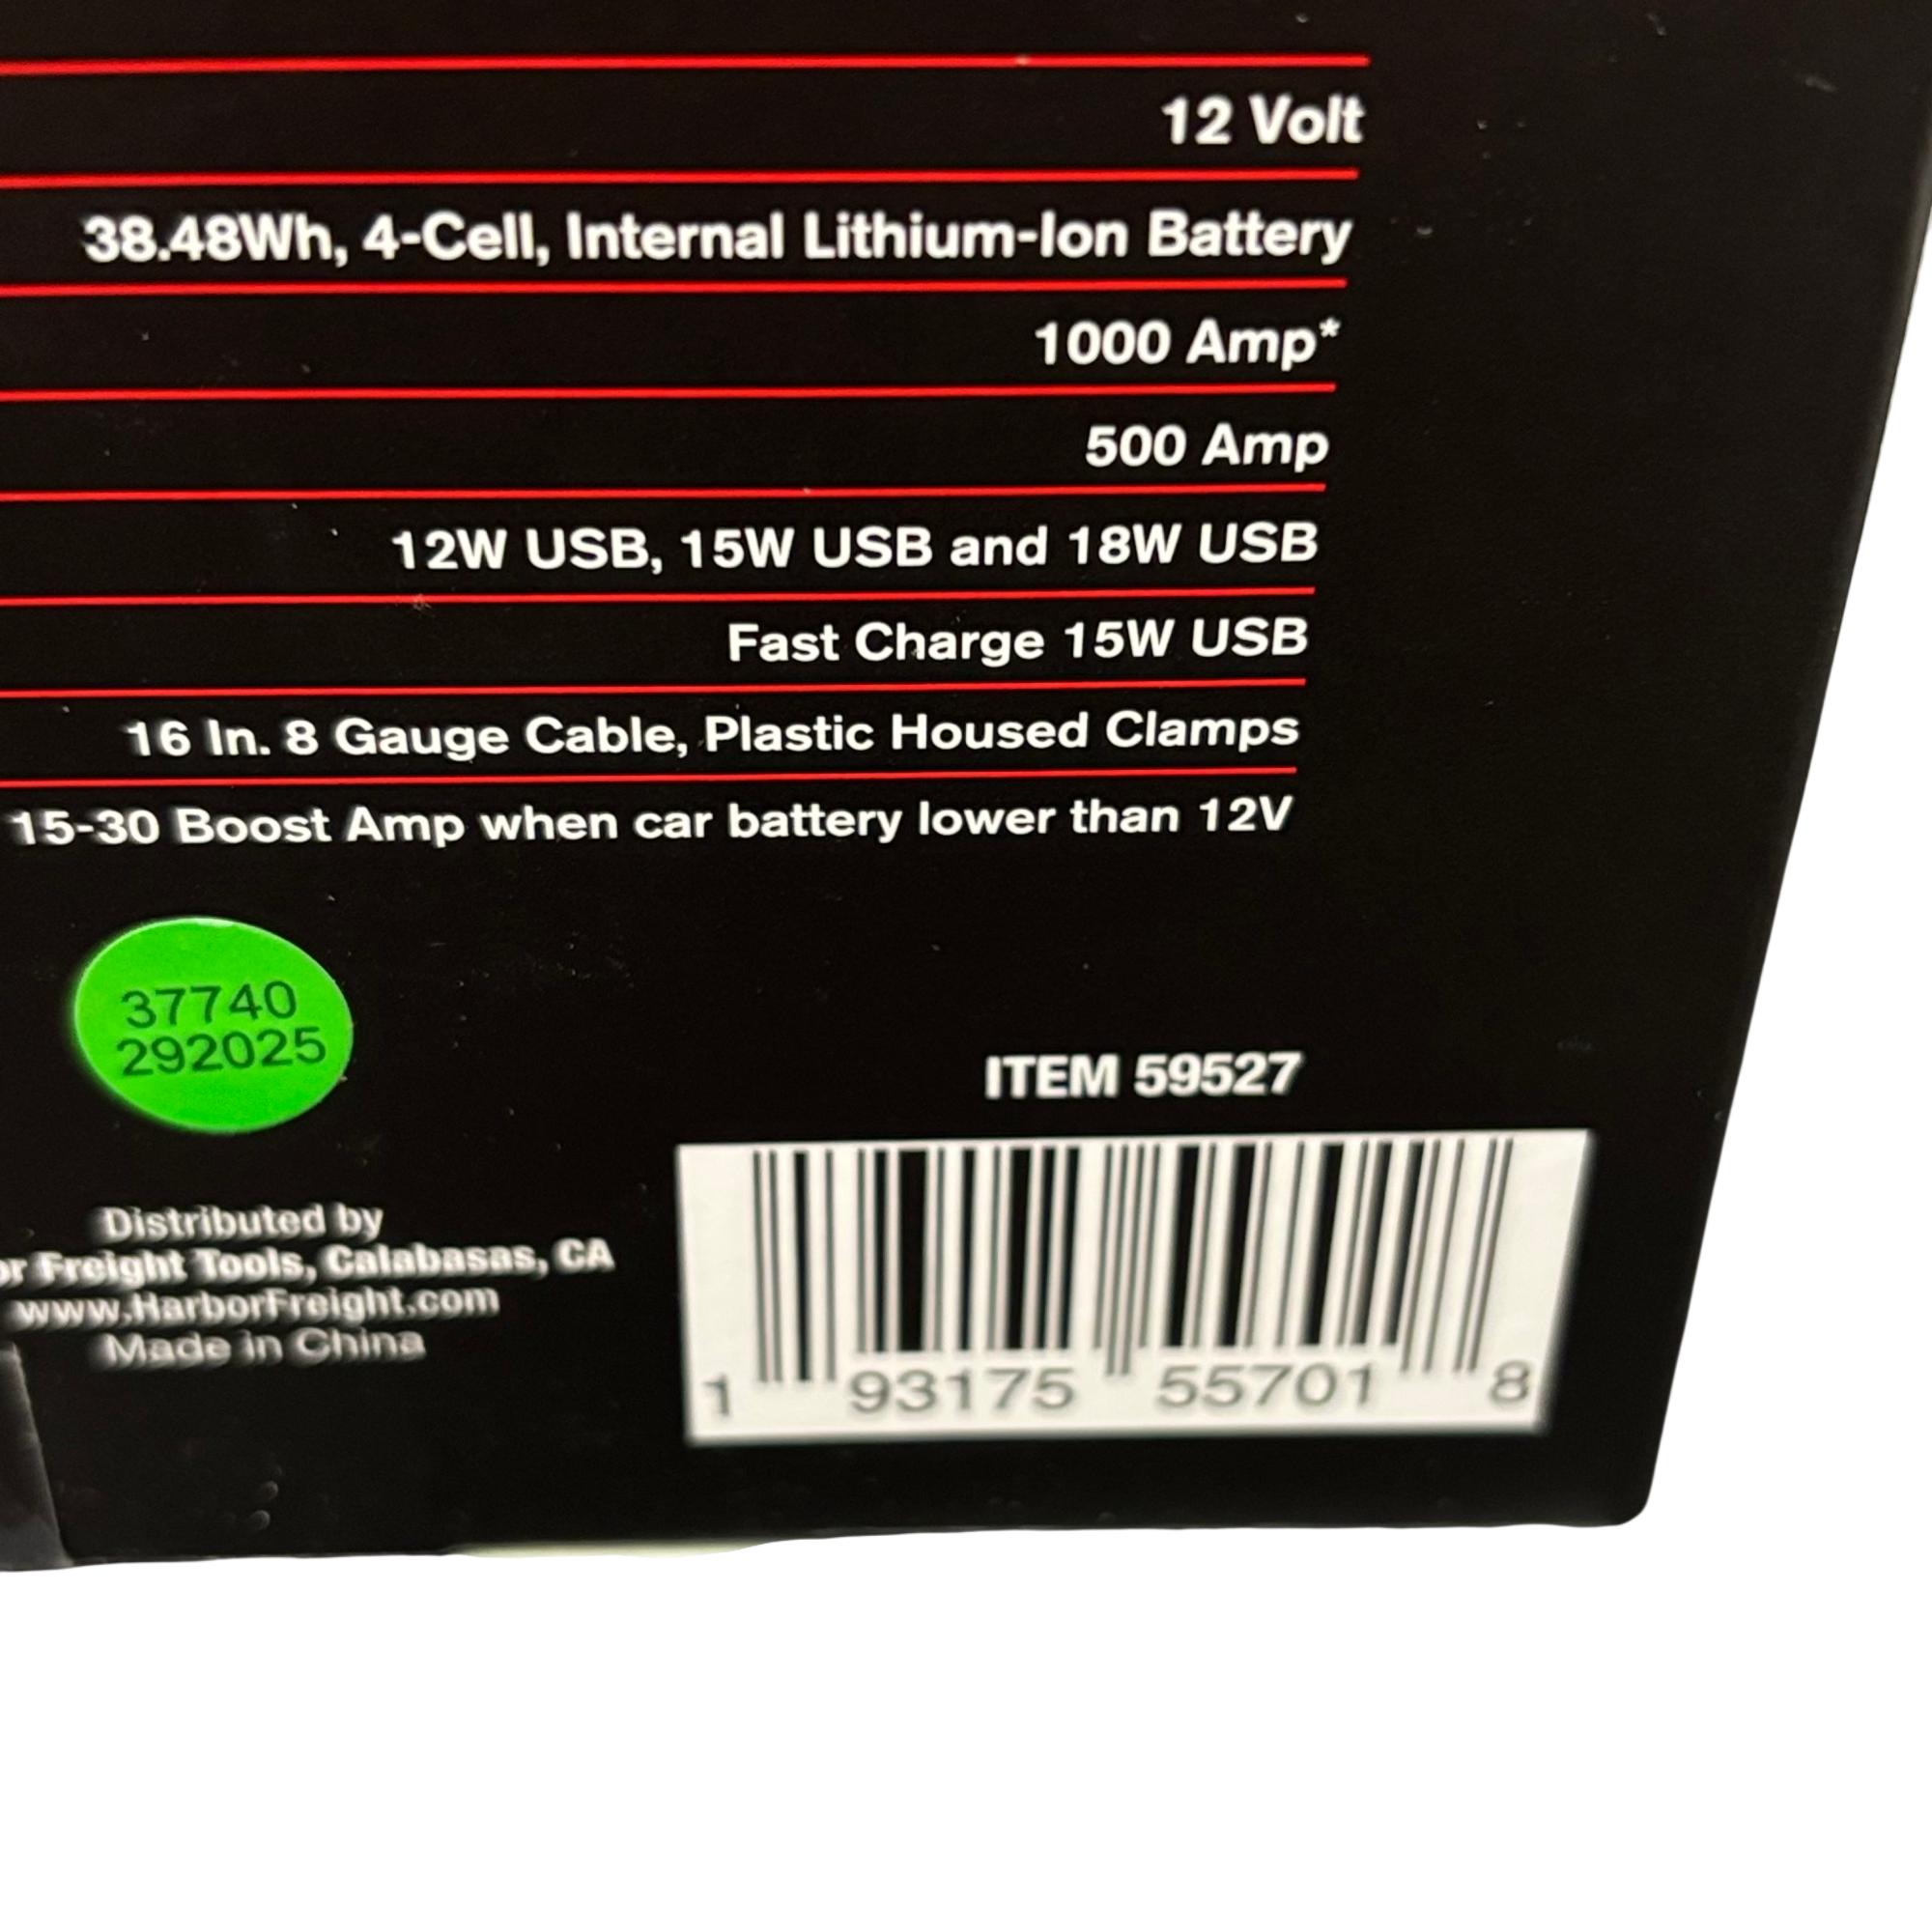 12 Volt
38.48Wh, 4-Cell, Internal Lithium-Ion Battery
1000 Amp*
500 Amp
12W USB, 15W USB and 18W USB
Fast Charge 15W USB
16 In. 8 Gauge Cable, Plastic Housed Clamps
15-30 Boost Amp when car battery lower than 12V
37740
292025
ITEM 59527
Distributed by
or Freight Tools, Calabasas, CA
www.HarborFreight.com
Made in China
1 93175 55701 8